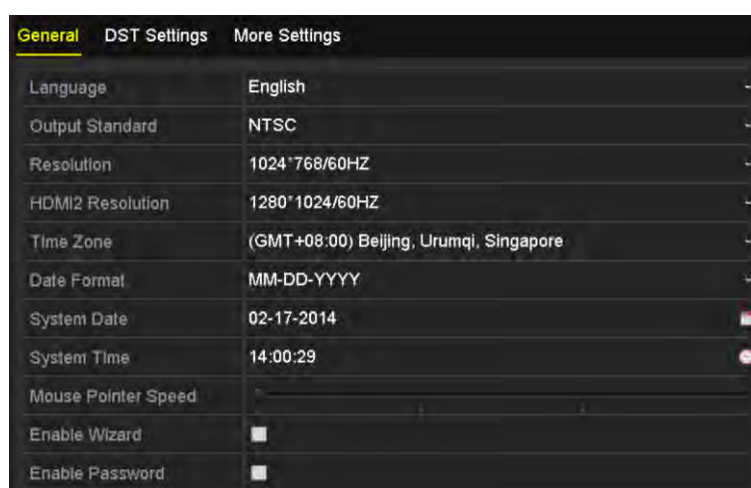 General DST Settings More Settings
Language English
Output Standard NTSC
Resolution 1024*768/60HZ
HDMI2 Resolution 1280*1024/60HZ
Time Zone (GMT+08:00) Beijing, Urumqi, Singapore
Date Format MM-DD-YYYY
System Date 02-17-2014
System Time 14:00:29
Mouse Pointer Speed
Enable Wizard
Enable Password